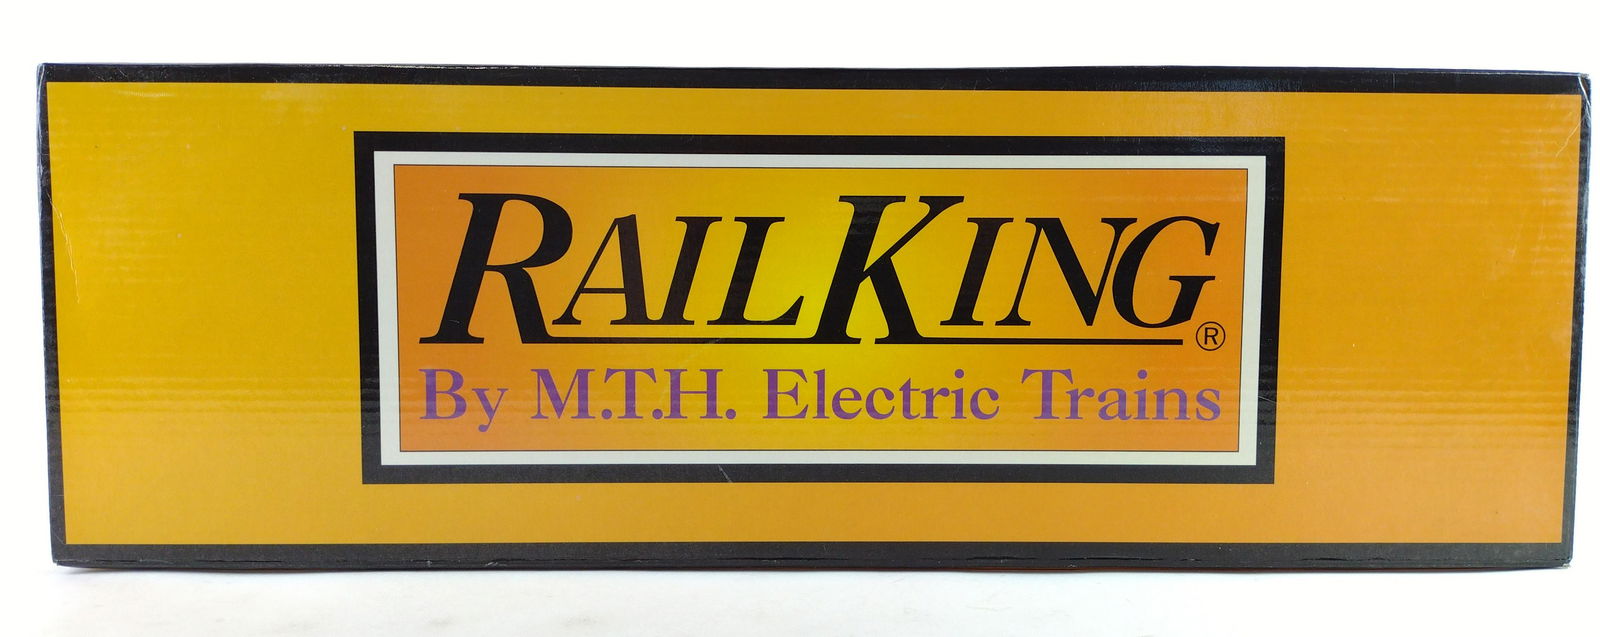 RAILKING®
By M.T.H. Electric Trains